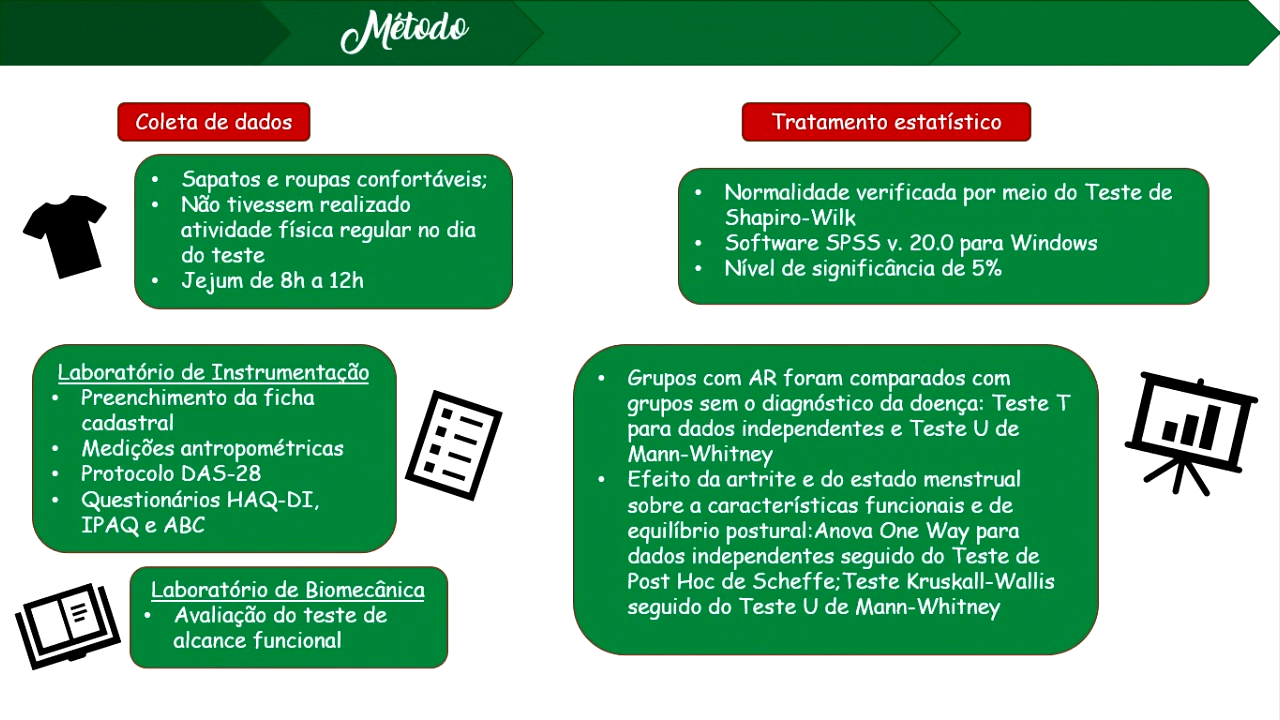 Método
Coleta de dados
• Sapatos e roupas confortáveis;
• Não tivessem realizado
atividade física regular no dia
do teste
• Jejum de 8h a 12h
Laboratório de Instrumentação
• Preenchimento da ficha
cadastral
• Medições antropométricas
• Protocolo DAS-28
• Questionários HAQ-DI,
IPAQ e ABC
Laboratório de Biomecânica
• Avaliação do teste de
alcance funcional
Tratamento estatístico
• Normalidade verificada por meio do Teste de
Shapiro-Wilk
• Software SPSS v. 20.0 para Windows
• Nível de significância de 5%
• Grupos com AR foram comparados com
grupos sem o diagnóstico da doença: Teste T
para dados independentes e Teste U de
Mann-Whitney
• Efeito da artrite e do estado menstrual
sobre a características funcionais e de
equilíbrio postural:Anova One Way para
dados independentes seguido do Teste de
Post Hoc de Scheffe;Teste Kruskall-Wallis
seguido do Teste U de Mann-Whitney